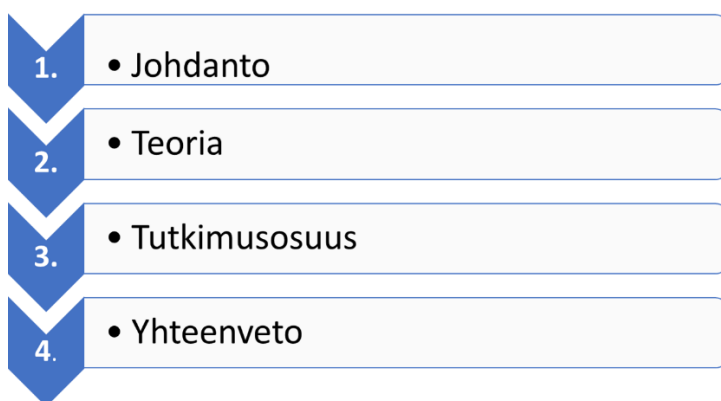 1. • Johdanto
2. • Teoria
3. • Tutkimusosuus
4. • Yhteenveto